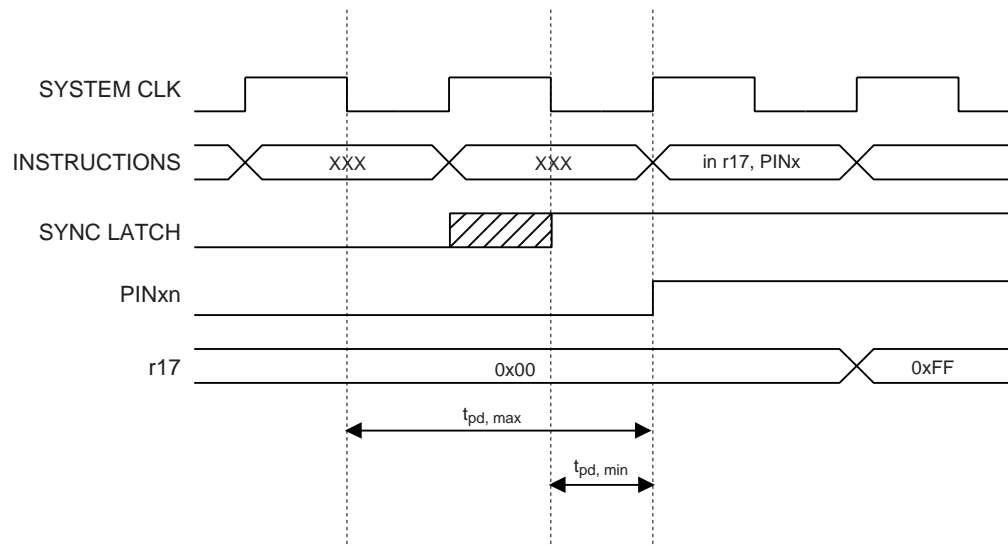 SYSTEM CLK
INSTRUCTIONS XXX XXX in r17, PINx
SYNC LATCH
PINxn
r17 0x00 0xFF
tpd, max
tpd, min